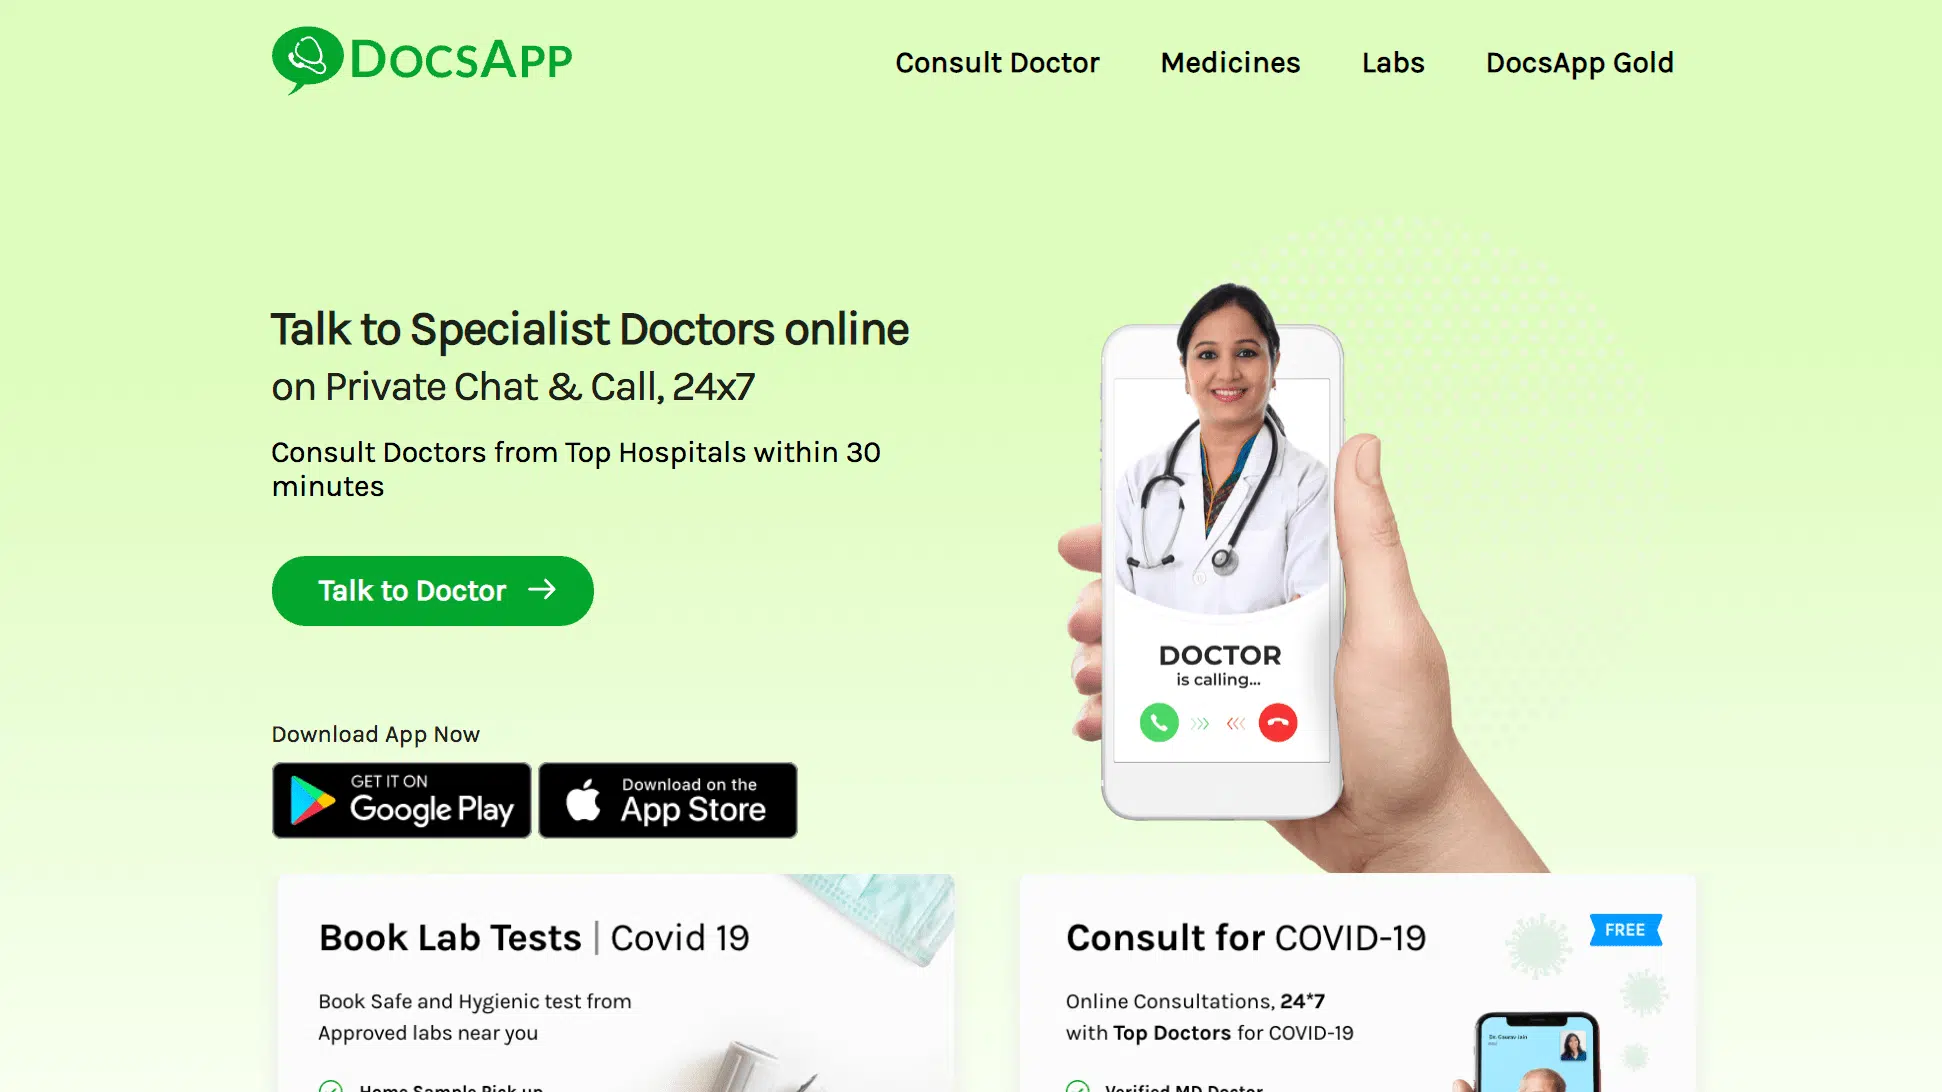 DOCSAPP
Consult Doctor
Medicines
Labs
DocsApp Gold
Talk to Specialist Doctors online
on Private Chat & Call, 24x7
Consult Doctors from Top Hospitals within 30
minutes
Talk to Doctor →
DOCTOR
is calling...
Download App Now
GET IT ON
Google Play
Download on the
App Store
Book Lab Tests | Covid 19
Book Safe and Hygienic test from
Approved labs near you
Home Sample Pick up
Consult for COVID-19
FREE
Online Consultations, 24*7
with Top Doctors for COVID-19
Verified MD Doctor
Dr. Gaurav Jain